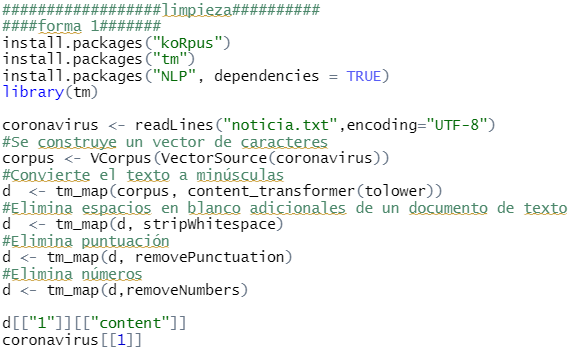 ##################limpieza##########
####forma 1#######
install.packages("koRpus")
install.packages("tm")
install.packages("NLP", dependencies = TRUE)
library(tm)
coronavirus <- readLines("noticia.txt",encoding="UTF-8")
#Se construye un vector de caracteres
corpus <- VCorpus(VectorSource(coronavirus))
#Convierte el texto a minúsculas
d  <- tm_map(corpus, content_transformer(tolower))
#Elimina espacios en blanco adicionales de un documento de texto
d  <- tm_map(d, stripWhitespace)
#Elimina puntuación
d <- tm_map(d, removePunctuation)
#Elimina números
d <- tm_map(d,removeNumbers)
d[["1"]][["content"]]
coronavirus[[1]]